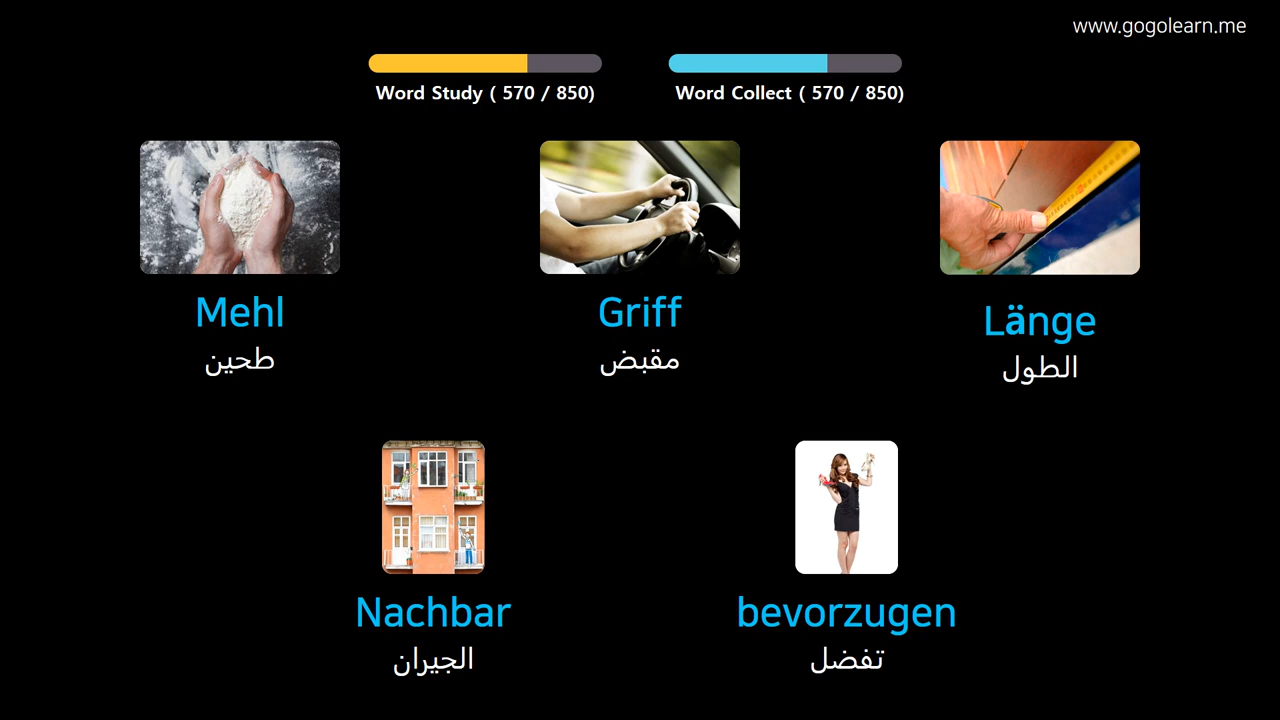 www.gogolearn.me
Word Study ( 570 / 850)
Word Collect ( 570 / 850)
Mehl
طحين
Griff
مقبض
Länge
الطول
Nachbar
الجيران
bevorzugen
تفضل